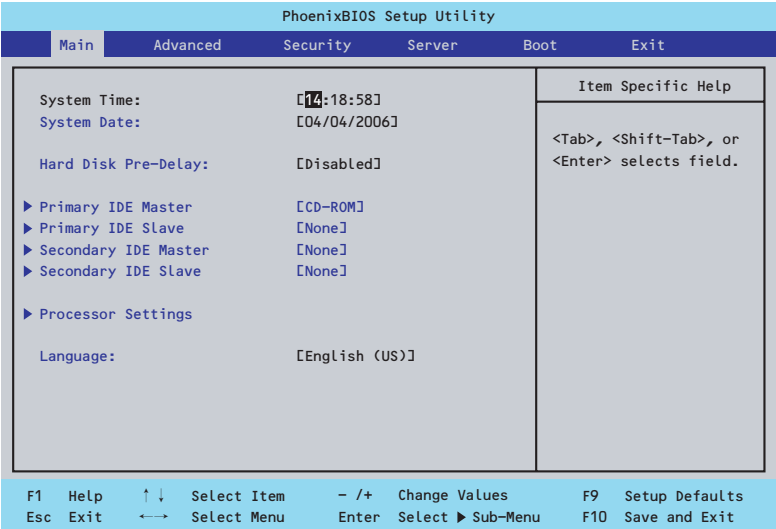 PhoenixBIOS Setup Utility
Main Advanced Security Server Boot Exit
System Time: [14:18:58]
System Date: [04/04/2006]
Hard Disk Pre-Delay: [Disabled]
▶ Primary IDE Master [CD-ROM]
▶ Primary IDE Slave [None]
▶ Secondary IDE Master [None]
▶ Secondary IDE Slave [None]
▶ Processor Settings
Language: [English (US)]
Item Specific Help
<Tab>, <Shift-Tab>, or
<Enter> selects field.
F1 Help ↑↓ Select Item - /+ Change Values F9 Setup Defaults
Esc Exit ←→ Select Menu Enter Select ▶ Sub-Menu F10 Save and Exit